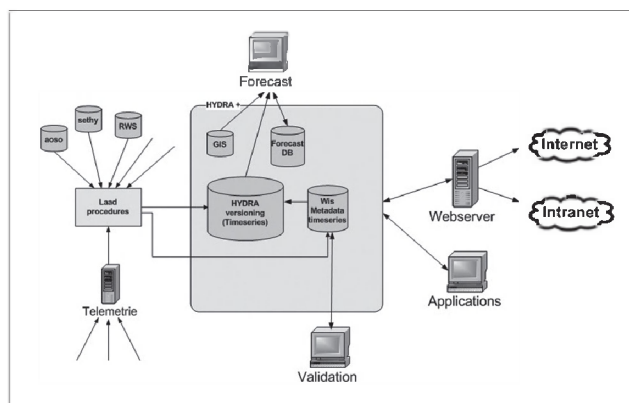 Forecast
HYDRA +
sathy
aoso
RWS
GIS
Forecast
DB
Internet
Laad
procedures
HYDRA
versioning
(Timeseries)
Wis
Metadata
timeseries
Webserver
Intranet
Telemetrie
Applications
Validation